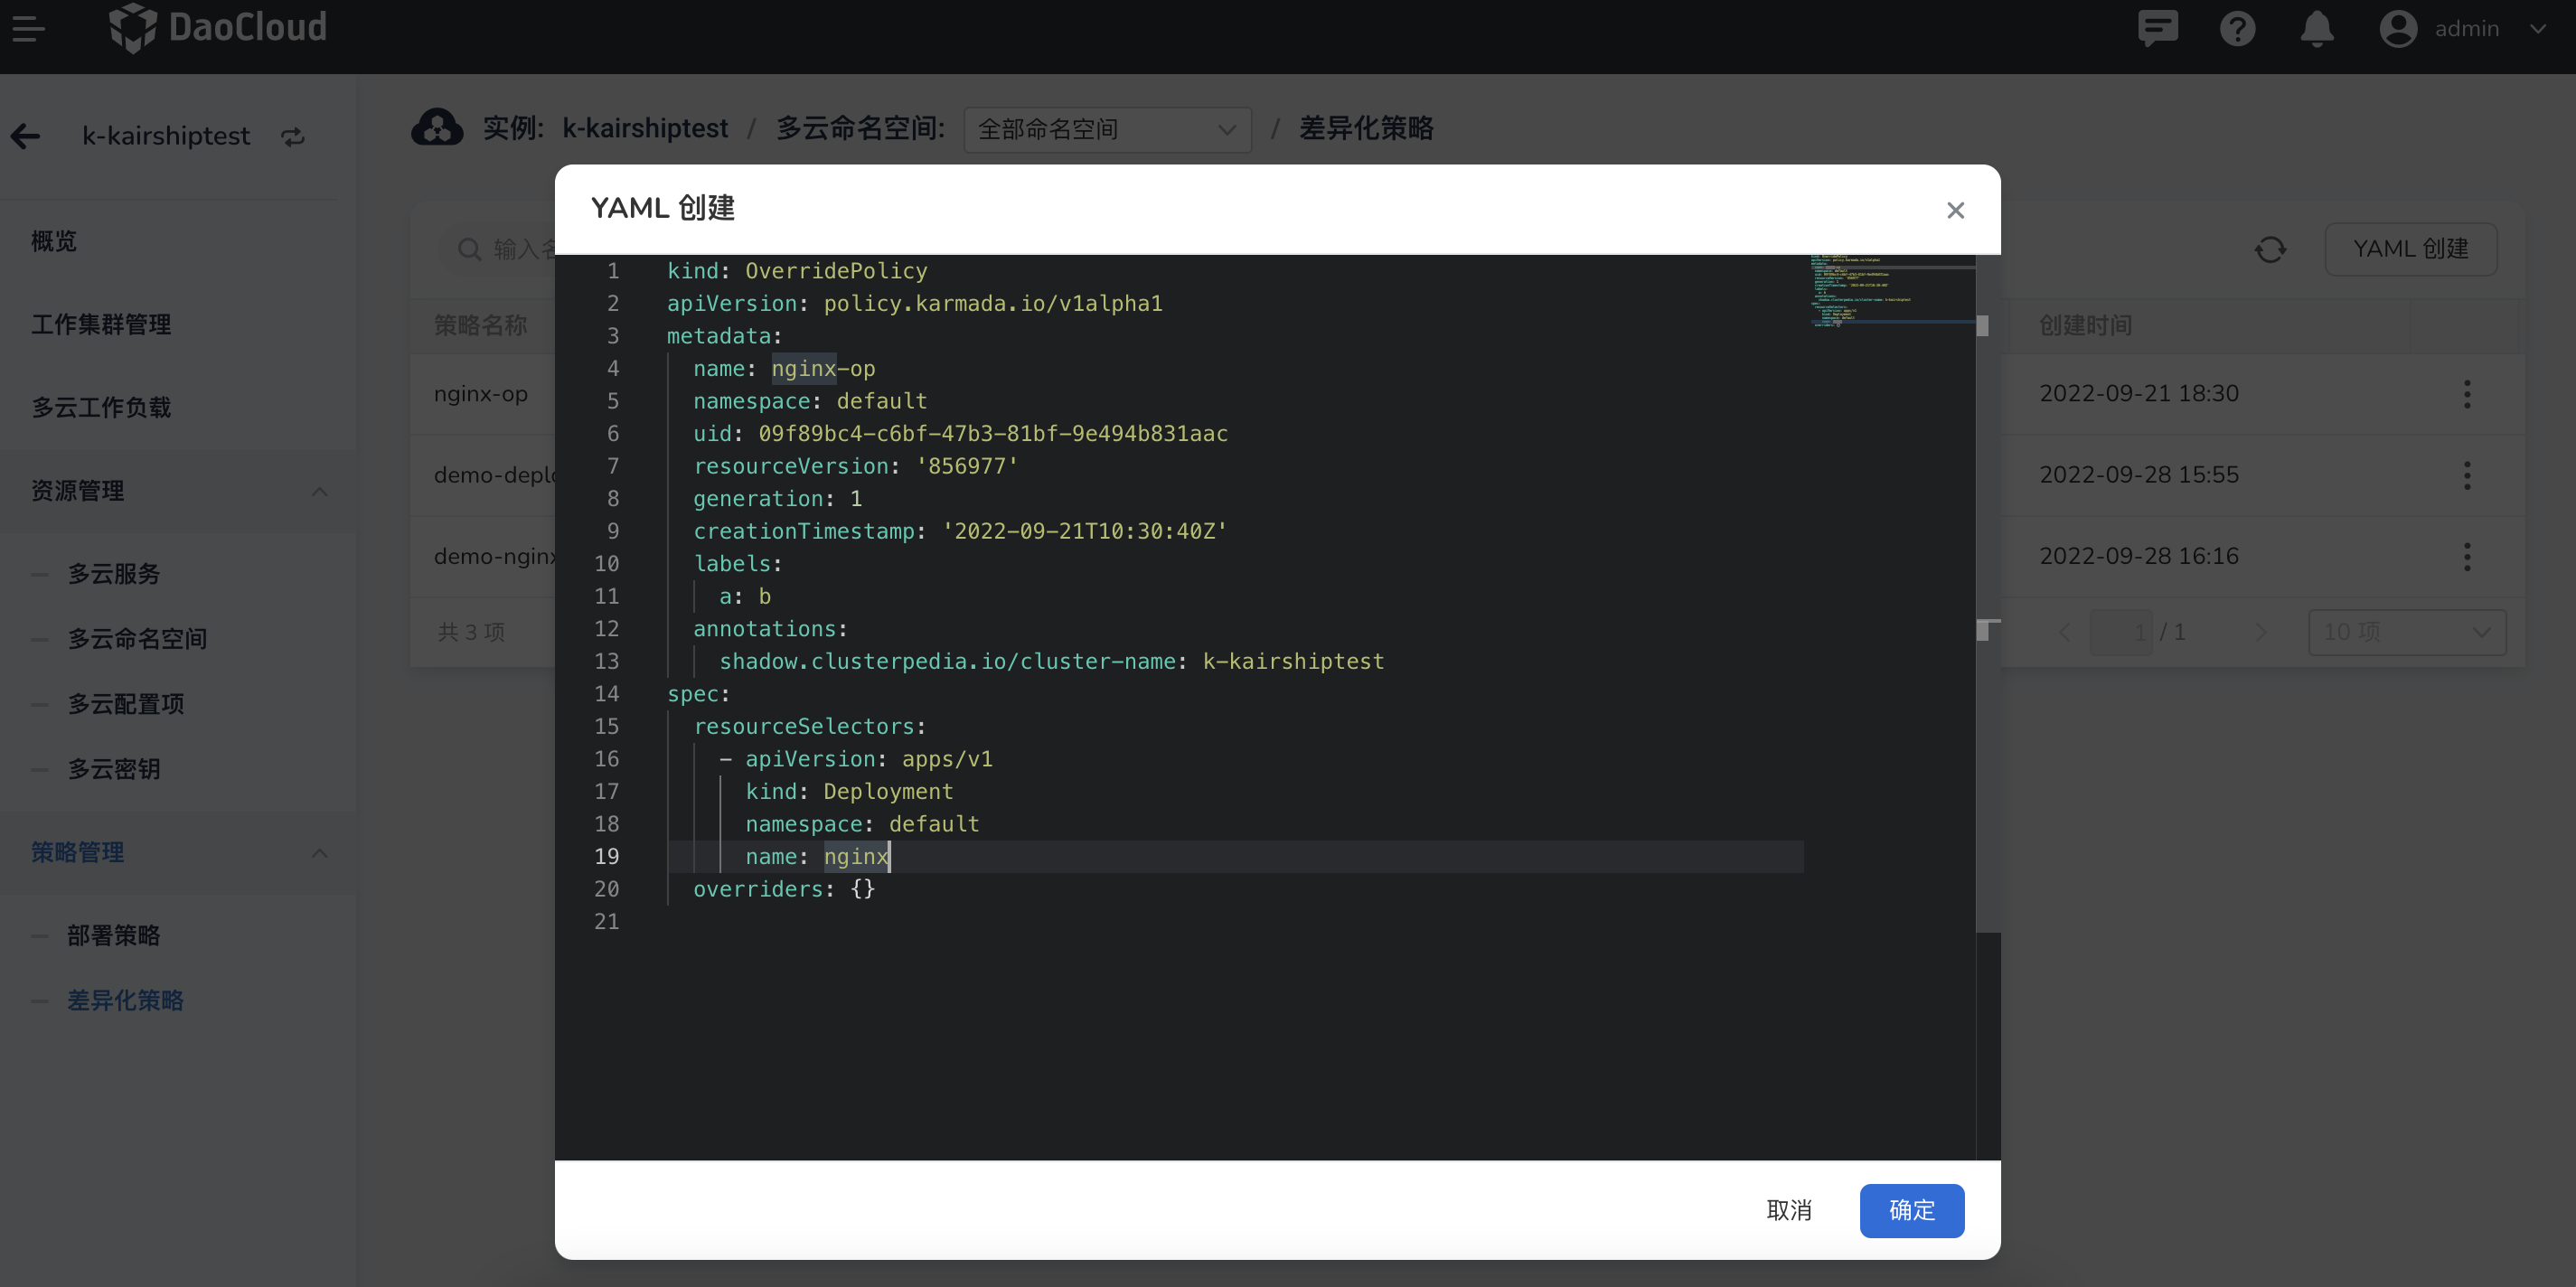 DaoCloud
admin
k-kairshiptest
实例: k-kairshiptest / 多云命名空间: 全部命名空间 / 差异化策略
概览
工作集群管理
多云工作负载
资源管理
多云服务
多云命名空间
多云配置项
多云密钥
策略管理
部署策略
差异化策略
输入名
YAML 创建
策略名称
创建时间
nginx-op
2022-09-21 18:30
demo-deplo
2022-09-28 15:55
demo-nginx
2022-09-28 16:16
共 3 项
1 / 1
10 项
YAML 创建
1 kind: OverridePolicy
2 apiVersion: policy.karmada.io/v1alpha1
3 metadata:
4 name: nginx-op
5 namespace: default
6 uid: 09f89bc4-c6bf-47b3-81bf-9e494b831aac
7 resourceVersion: '856977'
8 generation: 1
9 creationTimestamp: '2022-09-21T10:30:40Z'
10 labels:
11 a: b
12 annotations:
13 shadow.clusterpedia.io/cluster-name: k-kairshiptest
14 spec:
15 resourceSelectors:
16 - apiVersion: apps/v1
17 kind: Deployment
18 namespace: default
19 name: nginx
20 overriders: {}
21
取消
确定